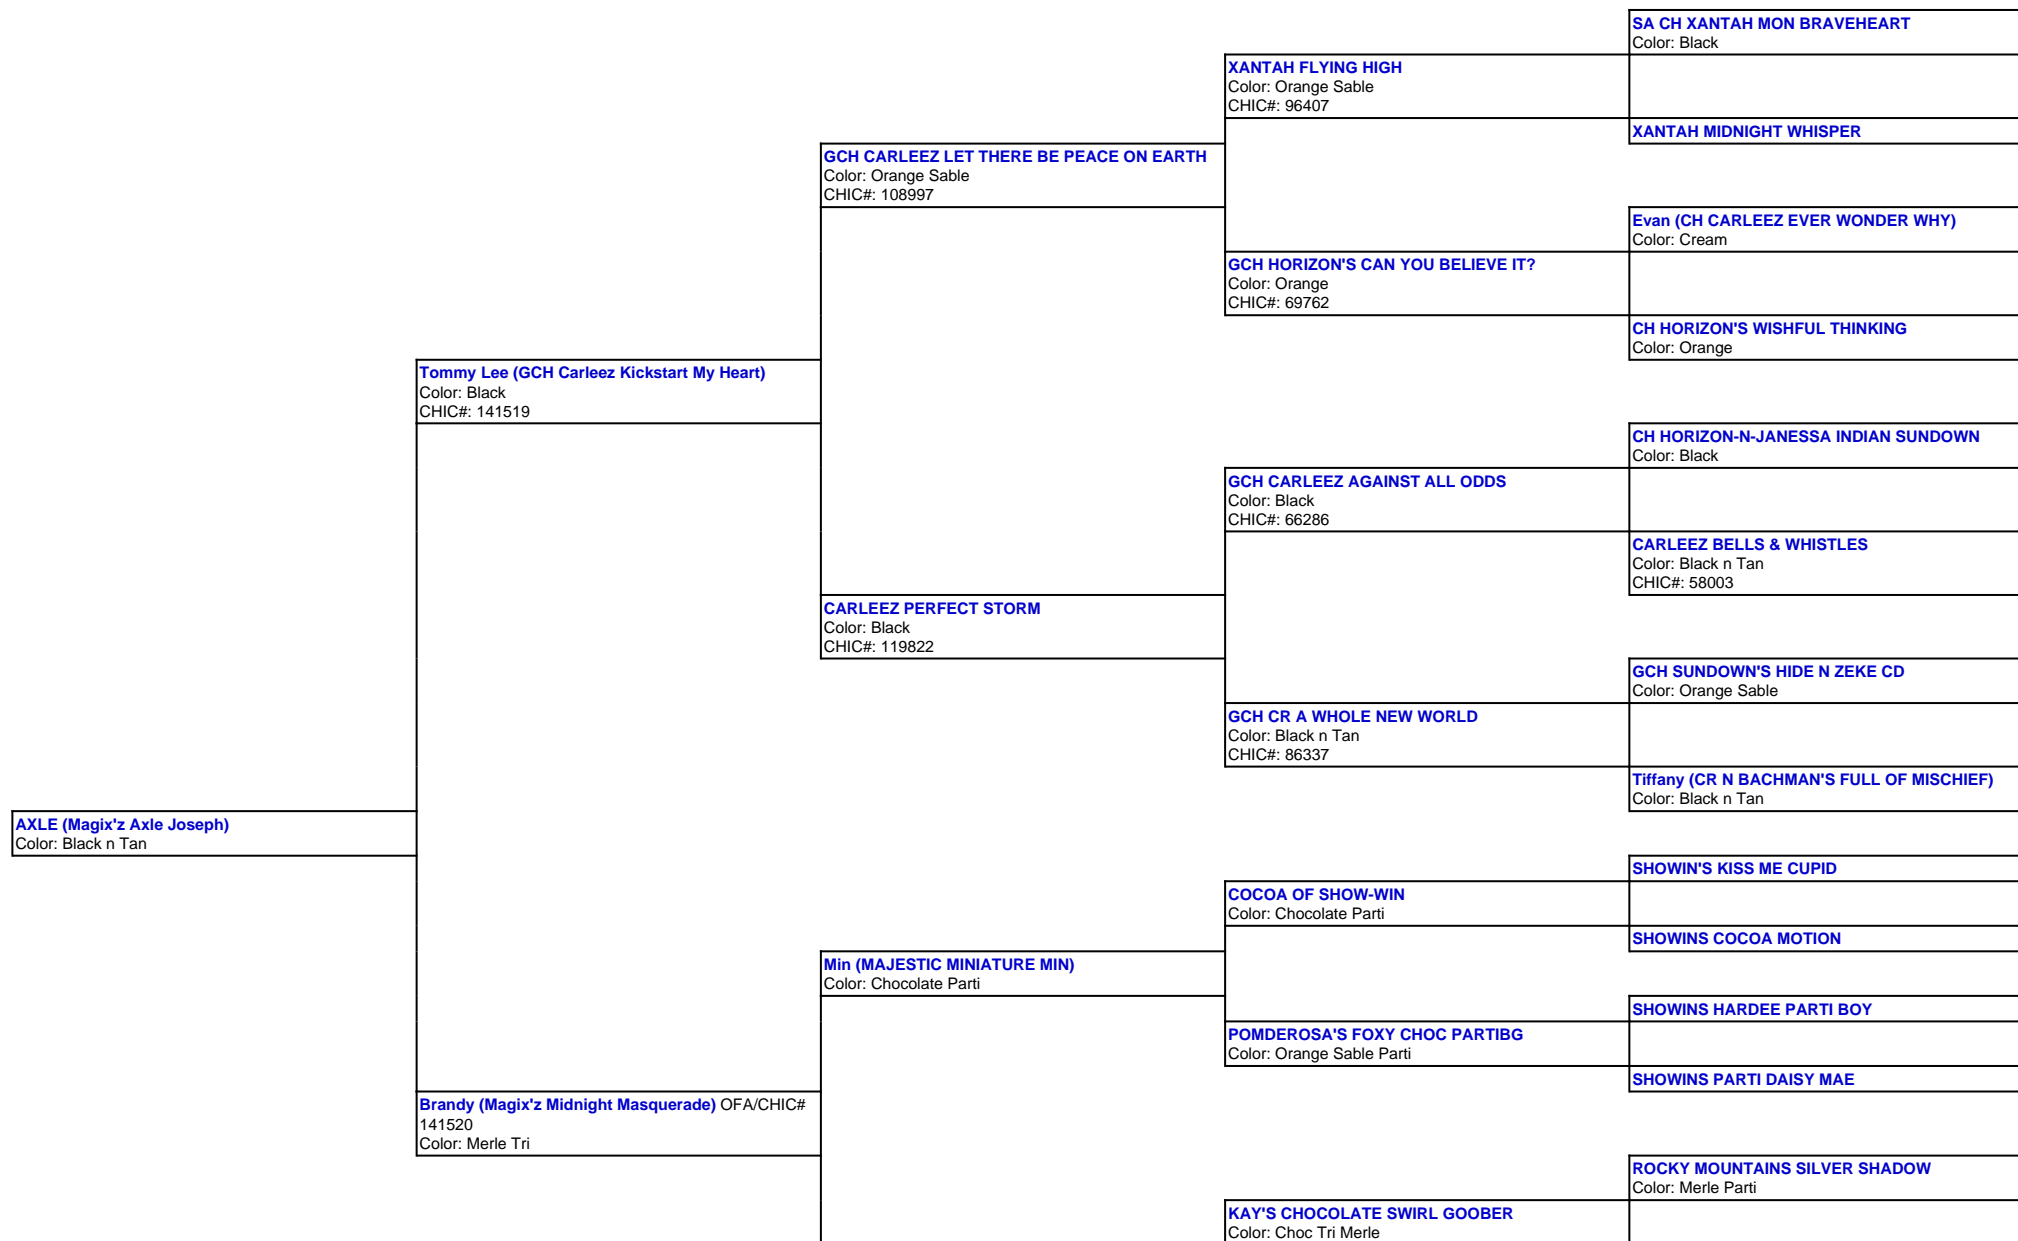 SA CH XANTAH MON BRAVEHEART
Color: Black
XANTAH FLYING HIGH
Color: Orange Sable
CHIC#: 96407
XANTAH MIDNIGHT WHISPER
GCH CARLEEZ LET THERE BE PEACE ON EARTH
Color: Orange Sable
CHIC#: 108997
Evan (CH CARLEEZ EVER WONDER WHY)
Color: Cream
GCH HORIZON'S CAN YOU BELIEVE IT?
Color: Orange
CHIC#: 69762
CH HORIZON'S WISHFUL THINKING
Color: Orange
Tommy Lee (GCH Carleez Kickstart My Heart)
Color: Black
CHIC#: 141519
CH HORIZON-N-JANESSA INDIAN SUNDOWN
Color: Black
GCH CARLEEZ AGAINST ALL ODDS
Color: Black
CHIC#: 66286
CARLEEZ BELLS & WHISTLES
Color: Black n Tan
CHIC#: 58003
CARLEEZ PERFECT STORM
Color: Black
CHIC#: 119822
GCH SUNDOWN'S HIDE N ZEKE CD
Color: Orange Sable
GCH CR A WHOLE NEW WORLD
Color: Black n Tan
CHIC#: 86337
Tiffany (CR N BACHMAN'S FULL OF MISCHIEF)
Color: Black n Tan
AXLE (Magix'z Axle Joseph)
Color: Black n Tan
SHOWIN'S KISS ME CUPID
COCOA OF SHOW-WIN
Color: Chocolate Parti
SHOWINS COCOA MOTION
Min (MAJESTIC MINIATURE MIN)
Color: Chocolate Parti
SHOWINS HARDEE PARTI BOY
POMDEROSA'S FOXY CHOC PARTIBG
Color: Orange Sable Parti
SHOWINS PARTI DAISY MAE
Brandy (Magix'z Midnight Masquerade) OFA/CHIC#
141520
Color: Merle Tri
ROCKY MOUNTAINS SILVER SHADOW
Color: Merle Parti
KAY'S CHOCOLATE SWIRL GOOBER
Color: Choc Tri Merle